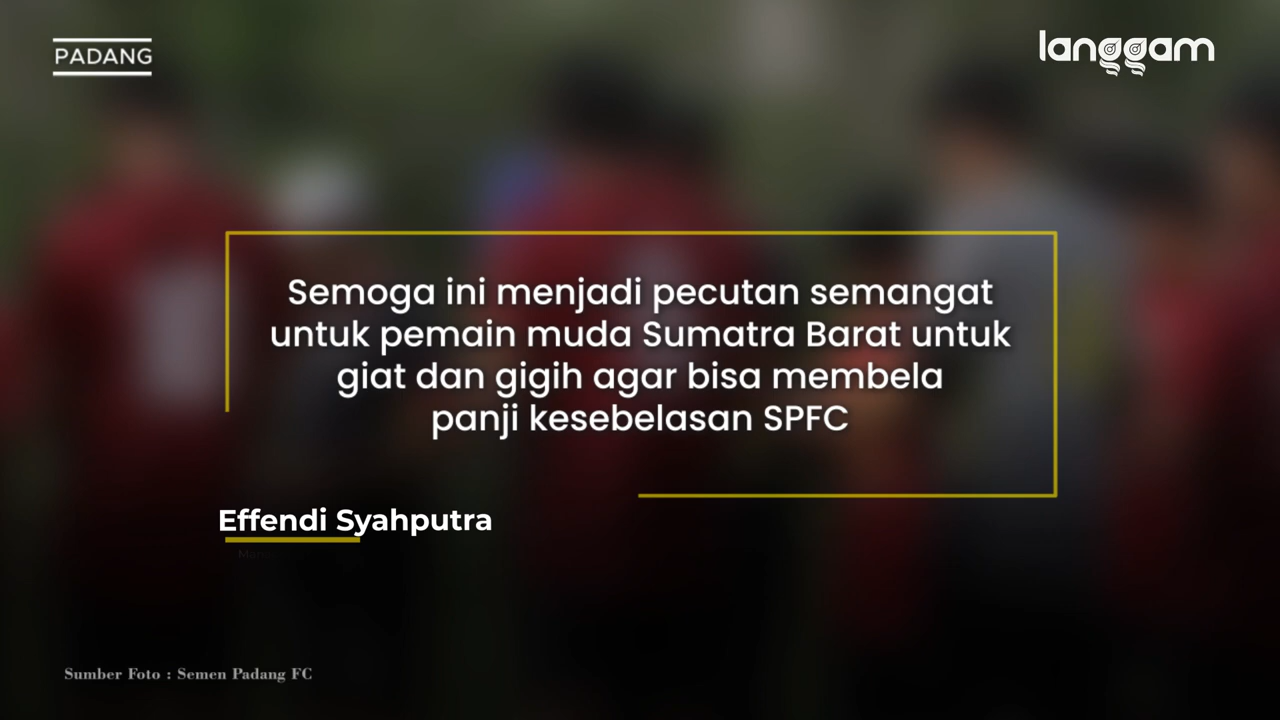 PADANG
langgam
Semoga ini menjadi pecutan semangat
untuk pemain muda Sumatra Barat untuk
giat dan gigih agar bisa membela
panji kesebelasan SPFC
Effendi Syahputra
Sumber Foto : Semen Padang FC